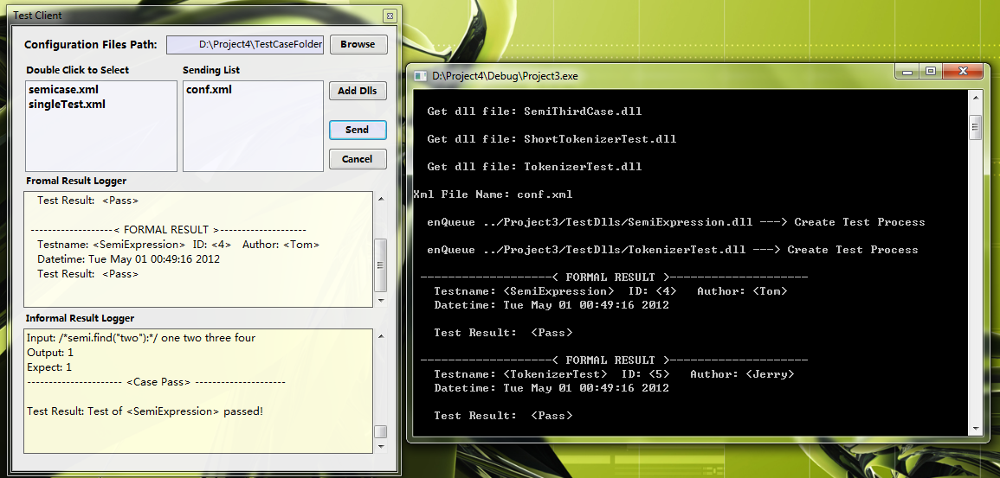 Test Client
Configuration Files Path: D:\Project4\TestCaseFolder Browse
Double Click to Select Sending List
semicase.xml
singleTest.xml
conf.xml
Add Dlls
Send
Cancel
Fromal Result Logger
Test Result: <Pass>
-------------------< FORMAL RESULT >--------------------
Testname: <SemiExpression> ID: <4> Author: <Tom>
Datetime: Tue May 01 00:49:16 2012
Test Result: <Pass>
Informal Result Logger
Input: /*semi.find("two"):*/ one two three four
Output: 1
Expect: 1
---------------------- <Case Pass> ---------------------
Test Result: Test of <SemiExpression> passed!
D:\Project4\Debug\Project3.exe
Get dll file: SemiThirdCase.dll
Get dll file: ShortTokenizerTest.dll
Get dll file: TokenizerTest.dll
Xml File Name: conf.xml
enQueue ../Project3/TestDlls/SemiExpression.dll ---> Create Test Process
enQueue ../Project3/TestDlls/TokenizerTest.dll ---> Create Test Process
-------------------< FORMAL RESULT >--------------------
Testname: <SemiExpression> ID: <4> Author: <Tom>
Datetime: Tue May 01 00:49:16 2012
Test Result: <Pass>
-------------------< FORMAL RESULT >--------------------
Testname: <TokenizerTest> ID: <5> Author: <Jerry>
Datetime: Tue May 01 00:49:16 2012
Test Result: <Pass>